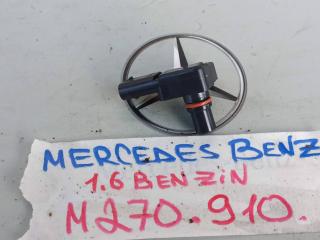 MERCEDES BENZ
1.6 BENZiN
M270.910.